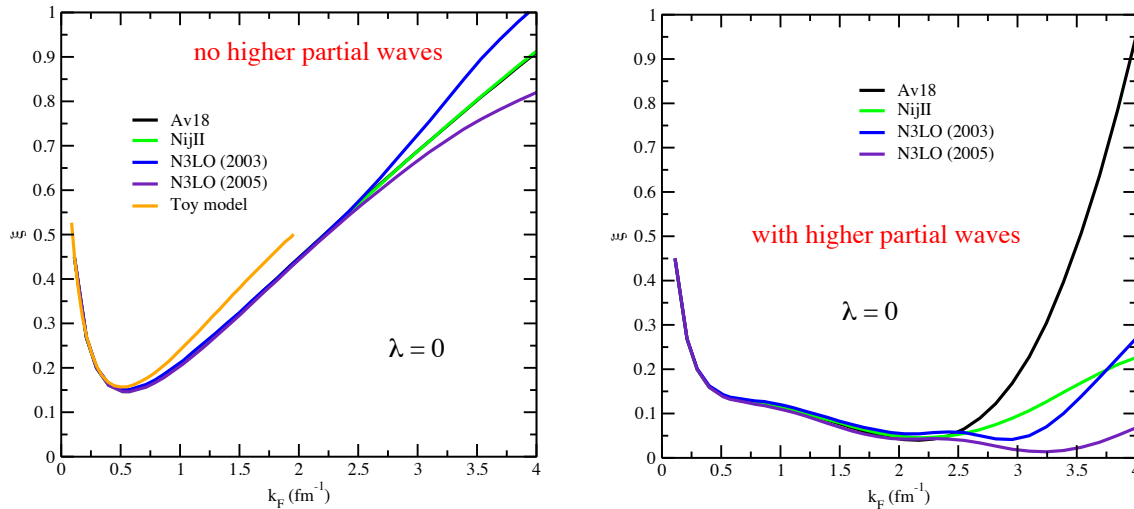 1
0.9
0.8
0.7
0.6
0.5
0.4
0.3
0.2
0.1
0
ξ
no higher partial waves
Av18
NijII
N3LO (2003)
N3LO (2005)
Toy model
λ = 0
0 0.5 1 1.5 2 2.5 3 3.5 4
k_F (fm⁻¹)
1
0.9
0.8
0.7
0.6
0.5
0.4
0.3
0.2
0.1
0
ξ
Av18
NijII
N3LO (2003)
N3LO (2005)
with higher partial waves
λ = 0
0 0.5 1 1.5 2 2.5 3 3.5 4
k_F (fm⁻¹)